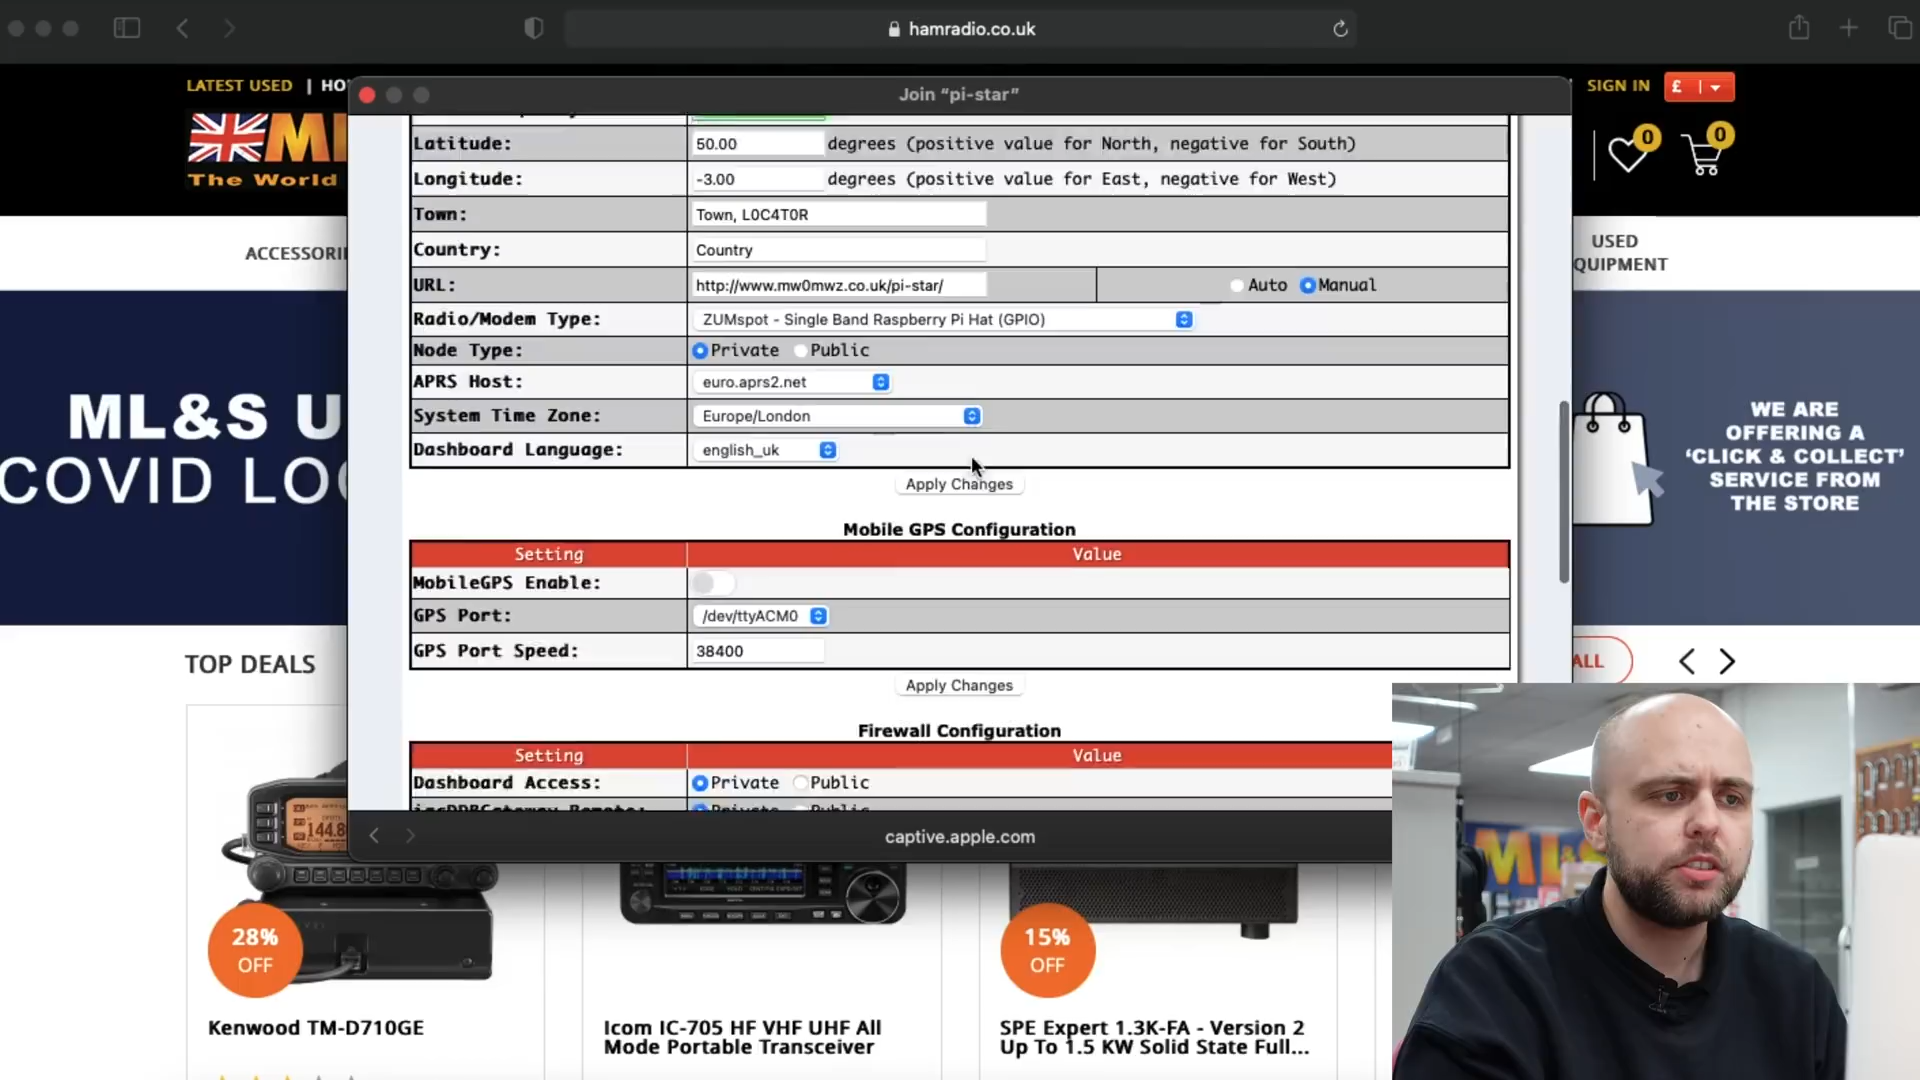 hamradio.co.uk
LATEST USED | HO
SIGN IN £
The World
0
0
Join “pi-star”
Latitude: 50.00 degrees (positive value for North, negative for South)
Longitude: -3.00 degrees (positive value for East, negative for West)
Town: Town, L0C4T0R
Country: Country
URL: http://www.mw0mwz.co.uk/pi-star/ Auto Manual
Radio/Modem Type: ZUMspot - Single Band Raspberry Pi Hat (GPIO)
Node Type: Private Public
APRS Host: euro.aprs2.net
System Time Zone: Europe/London
Dashboard Language: english_uk
Apply Changes
Mobile GPS Configuration
Setting Value
MobileGPS Enable:
GPS Port: /dev/ttyACM0
GPS Port Speed: 38400
Apply Changes
Firewall Configuration
Setting Value
Dashboard Access: Private Public
captive.apple.com
ACCESSORI
USED
QUIPMENT
ML&S U
COVID LO
WE ARE
OFFERING A
‘CLICK & COLLECT’
SERVICE FROM
THE STORE
TOP DEALS
ALL
144.8
28%
OFF
15%
OFF
Kenwood TM-D710GE
Icom IC-705 HF VHF UHF All
Mode Portable Transceiver
SPE Expert 1.3K-FA - Version 2
Up To 1.5 KW Solid State Full...
ML&S